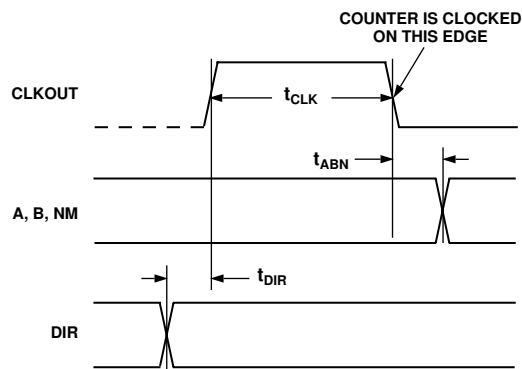 COUNTER IS CLOCKED
ON THIS EDGE
CLKOUT
tCLK
tABN
A, B, NM
tDIR
DIR